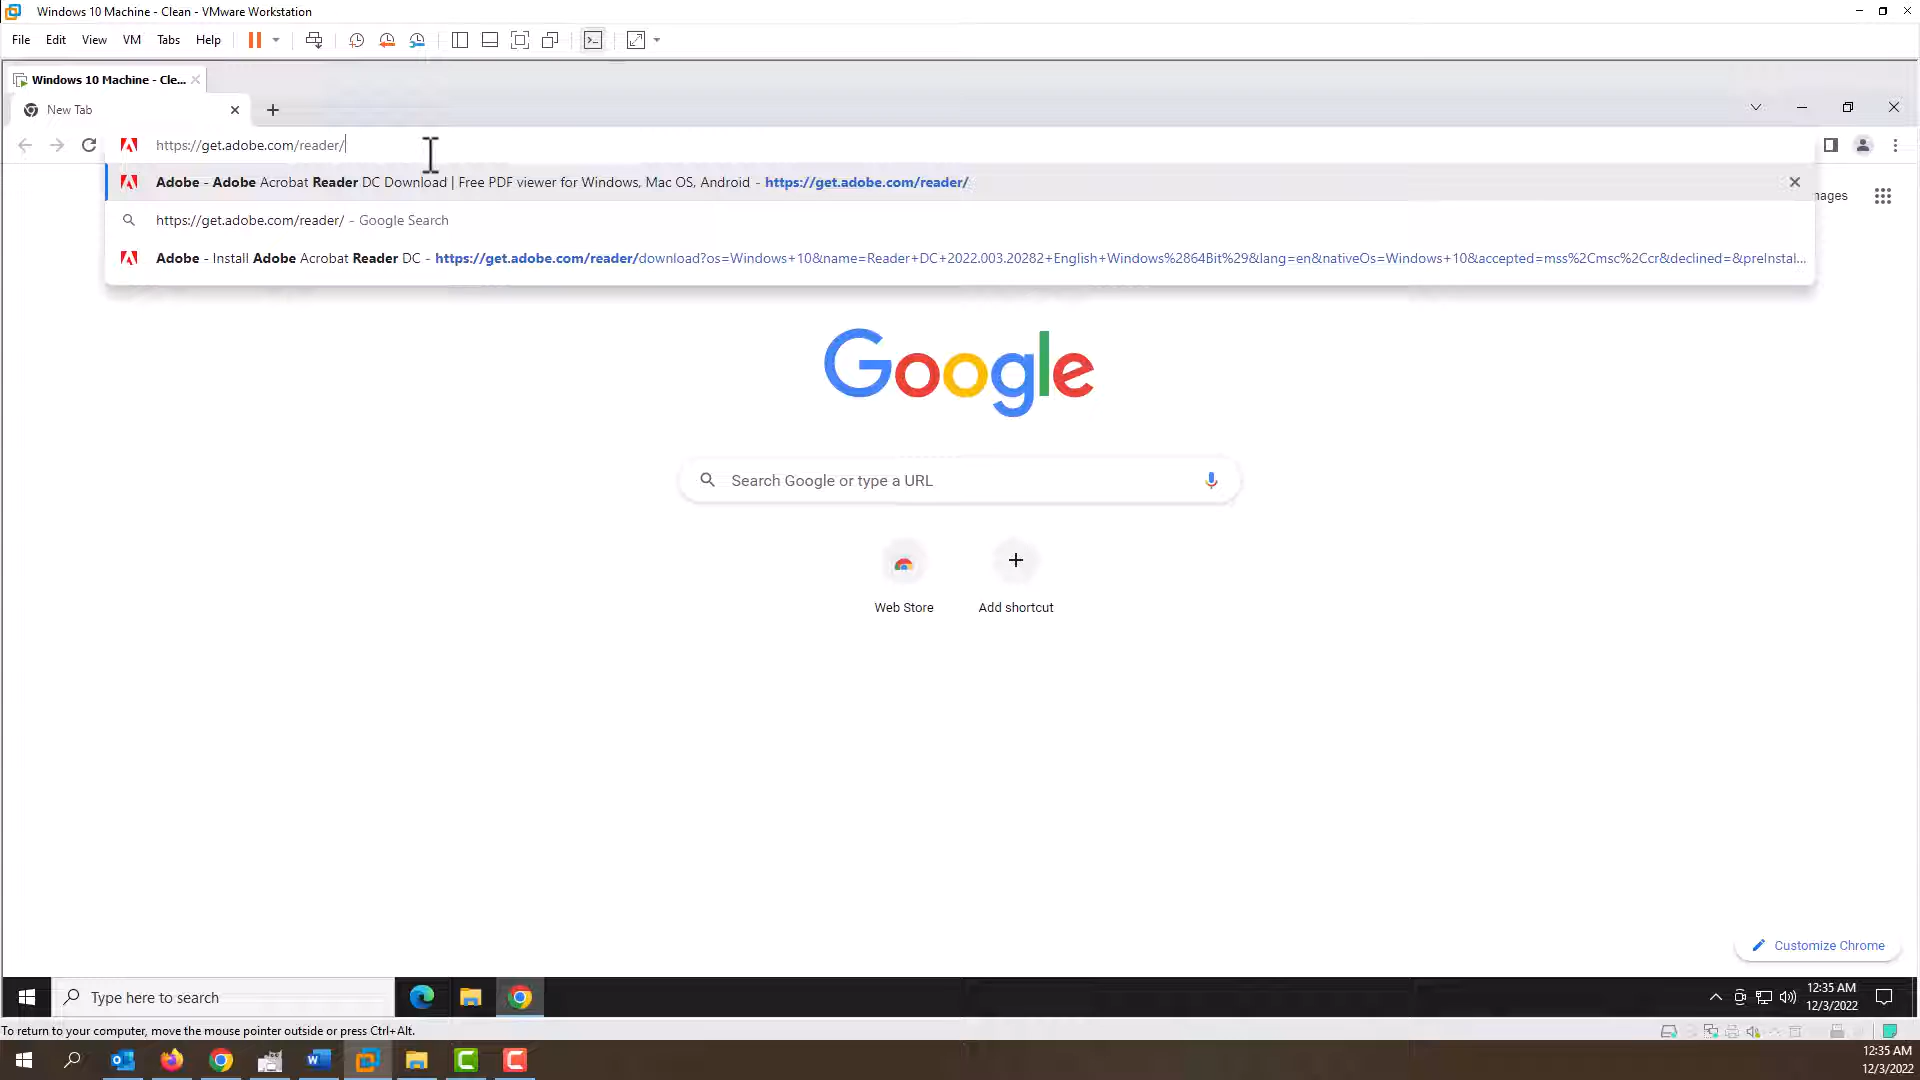 Windows 10 Machine - Clean - VMware Workstation
File Edit View VM Tabs Help
Windows 10 Machine - Cle...
New Tab
https://get.adobe.com/reader/
Adobe - Adobe Acrobat Reader DC Download | Free PDF viewer for Windows, Mac OS, Android - https://get.adobe.com/reader/
https://get.adobe.com/reader/ - Google Search
Adobe - Install Adobe Acrobat Reader DC - https://get.adobe.com/reader/download?os=Windows+10&name=Reader+DC+2022.003.20282+English+Windows%2864Bit%29&lang=en&nativeOs=Windows+10&accepted=mss%2Cmsc%2Ccr&declined=&preInstal...
Google
Search Google or type a URL
Web Store Add shortcut
Customize Chrome
Type here to search
12:35 AM
12/3/2022
To return to your computer, move the mouse pointer outside or press Ctrl+Alt.
12:35 AM
12/3/2022